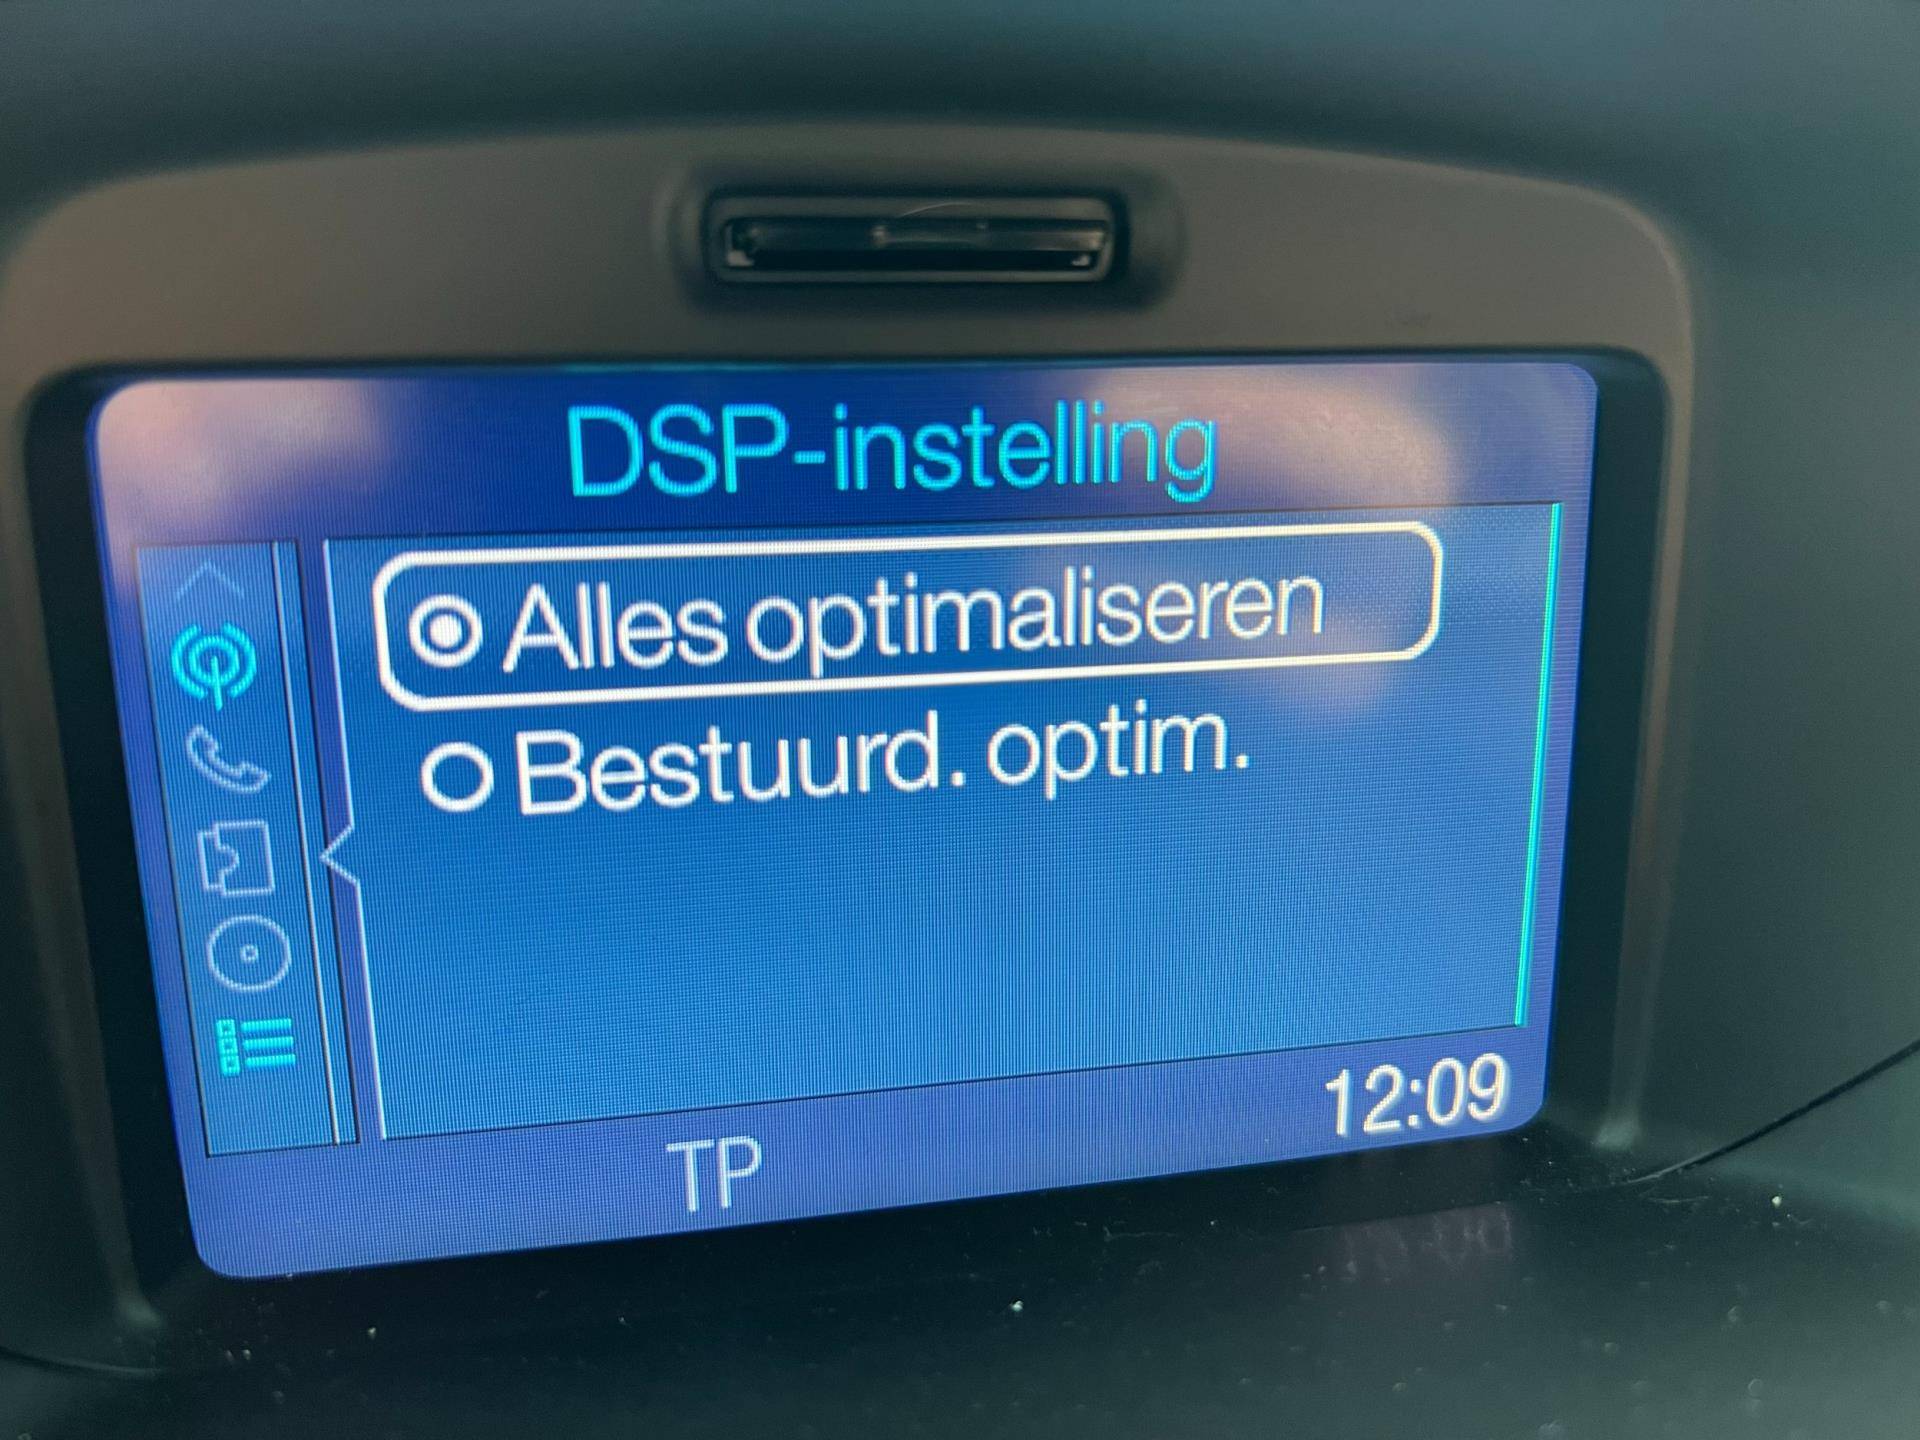 DSP-instelling
Alles optimaliseren
Bestuurd. optim.
TP
12:09